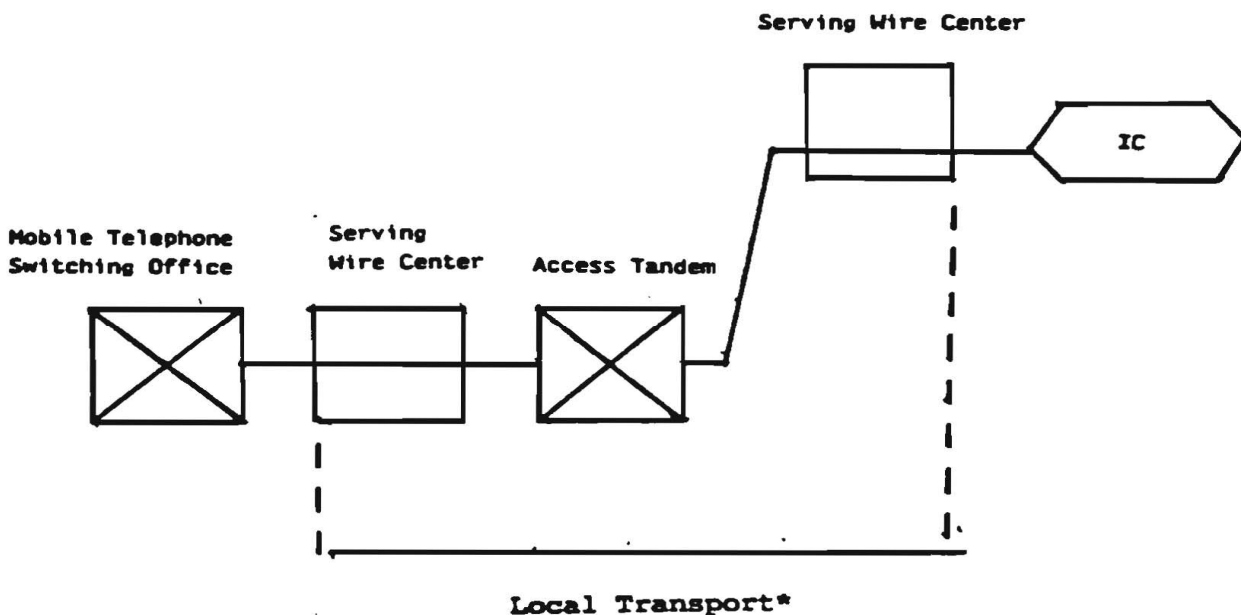 Serving Wire Center
IC
Mobile Telephone
Switching Office
Serving
Wire Center
Access Tandem
Local Transport*